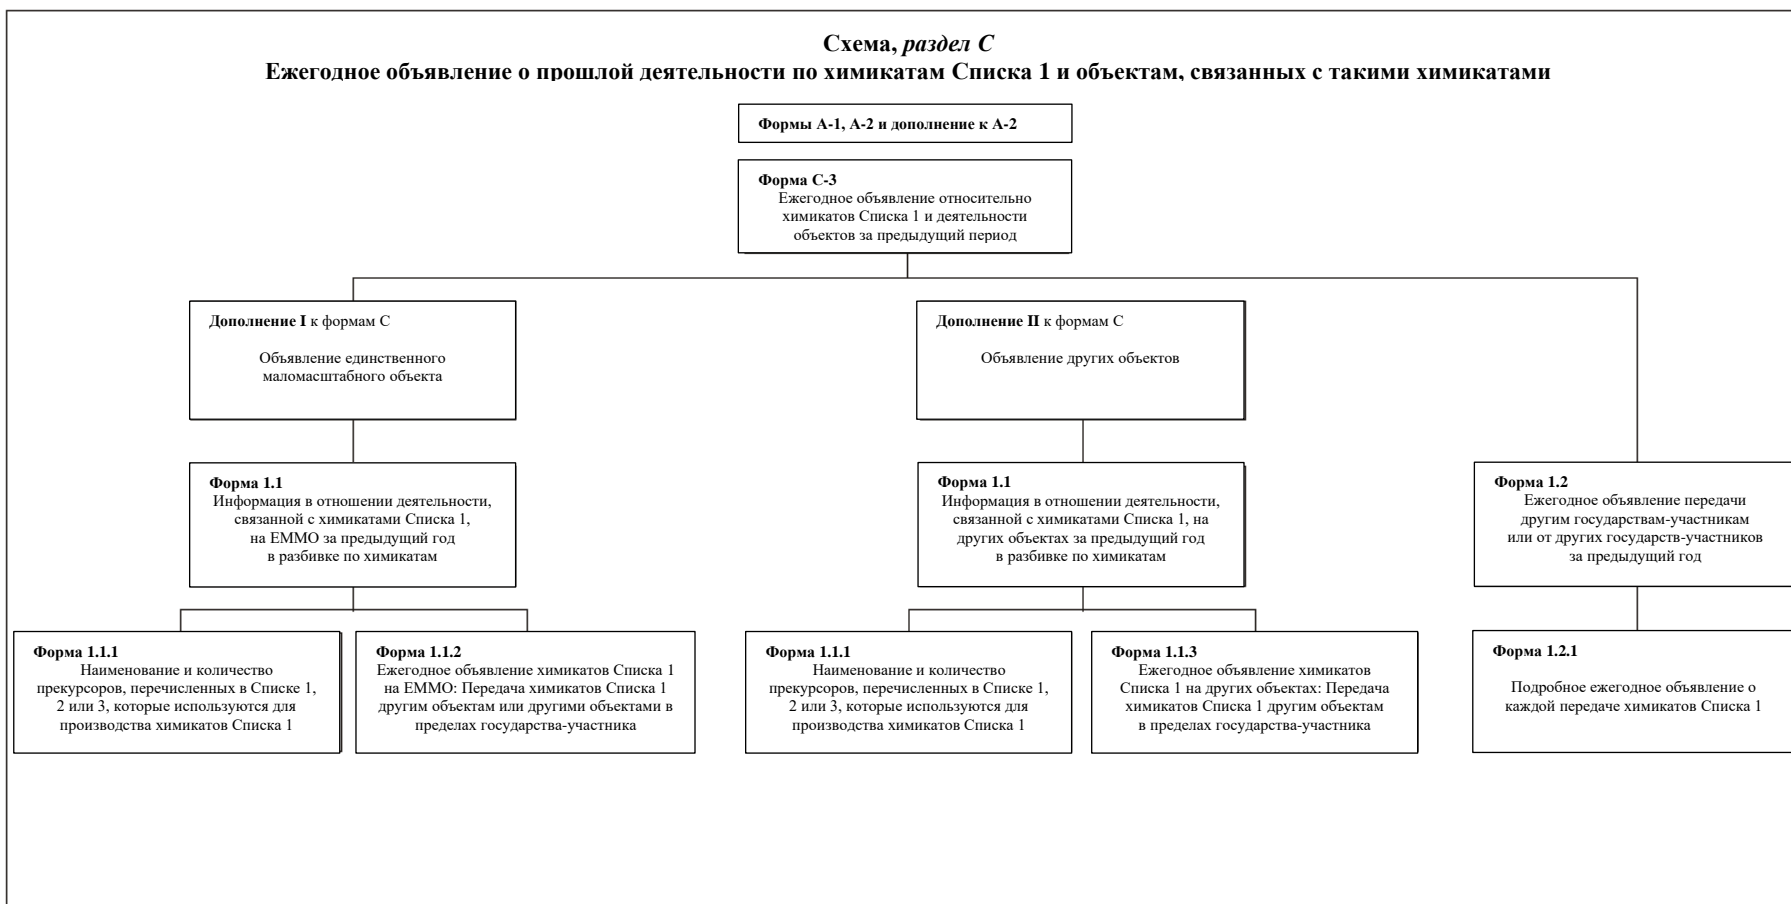 Схема, раздел С
Ежегодное объявление о прошлой деятельности по химикатам Списка 1 и объектам, связанных с такими химикатами
Формы А-1, А-2 и дополнение к А-2
Форма С-3
Ежегодное объявление относительно
химикатов Списка 1 и деятельности
объектов за предыдущий период
Дополнение I к формам С
Объявление единственного
маломасштабного объекта
Дополнение II к формам С
Объявление других объектов
Форма 1.1
Информация в отношении деятельности,
связанной с химикатами Списка 1,
на ЕММО за предыдущий год
в разбивке по химикатам
Форма 1.1
Информация в отношении деятельности,
связанной с химикатами Списка 1, на
других объектах за предыдущий год
в разбивке по химикатам
Форма 1.2
Ежегодное объявление передачи
другим государствам-участникам
или от других государств-участников
за предыдущий год
Форма 1.1.1
Наименование и количество
прекурсоров, перечисленных в Списке 1,
2 или 3, которые используются для
производства химикатов Списка 1
Форма 1.1.2
Ежегодное объявление химикатов Списка 1
на ЕММО: Передача химикатов Списка 1
другим объектам или другими объектами в
пределах государства-участника
Форма 1.1.1
Наименование и количество
прекурсоров, перечисленных в Списке 1,
2 или 3, которые используются для
производства химикатов Списка 1
Форма 1.1.3
Ежегодное объявление химикатов
Списка 1 на других объектах: Передача
химикатов Списка 1 другим объектам
в пределах государства-участника
Форма 1.2.1
Подробное ежегодное объявление о
каждой передаче химикатов Списка 1